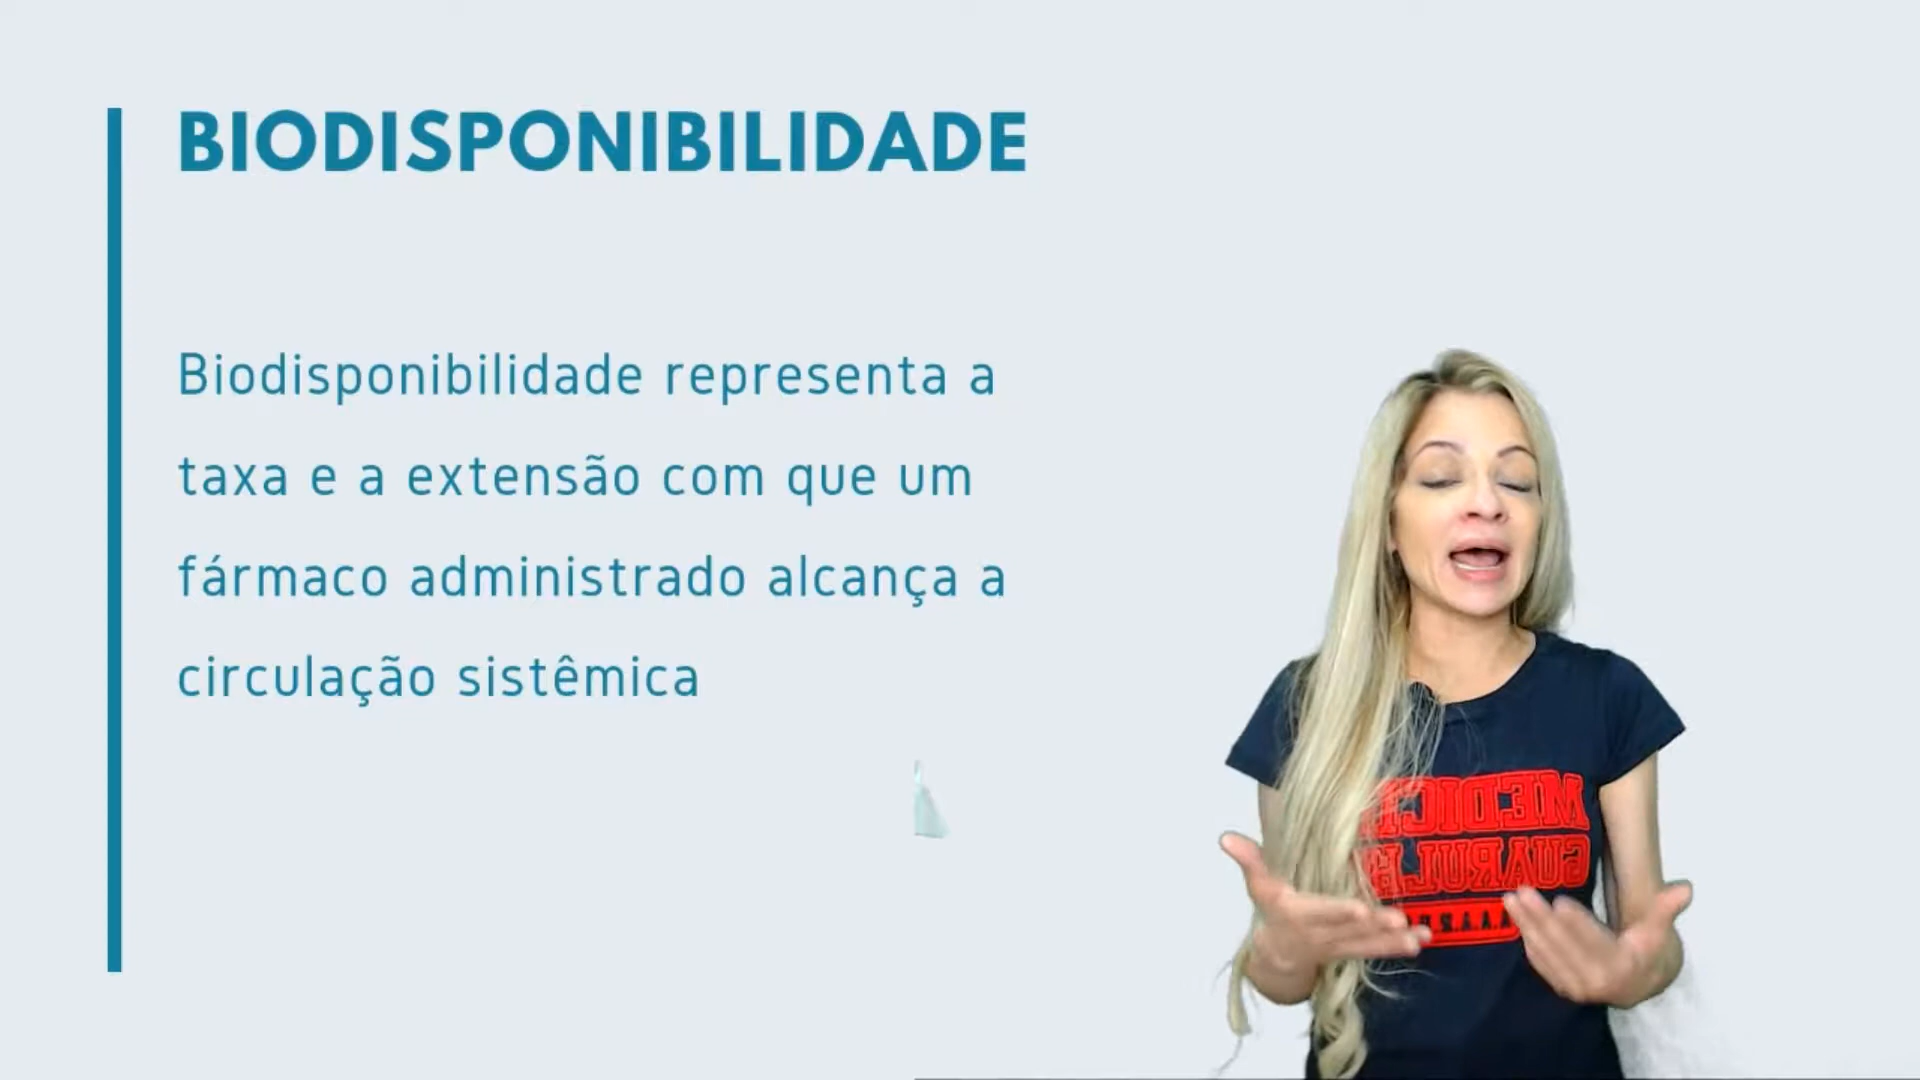 BIODISPONIBILIDADE
Biodisponibilidade representa a
taxa e a extensão com que um
fármaco administrado alcança a
circulação sistêmica